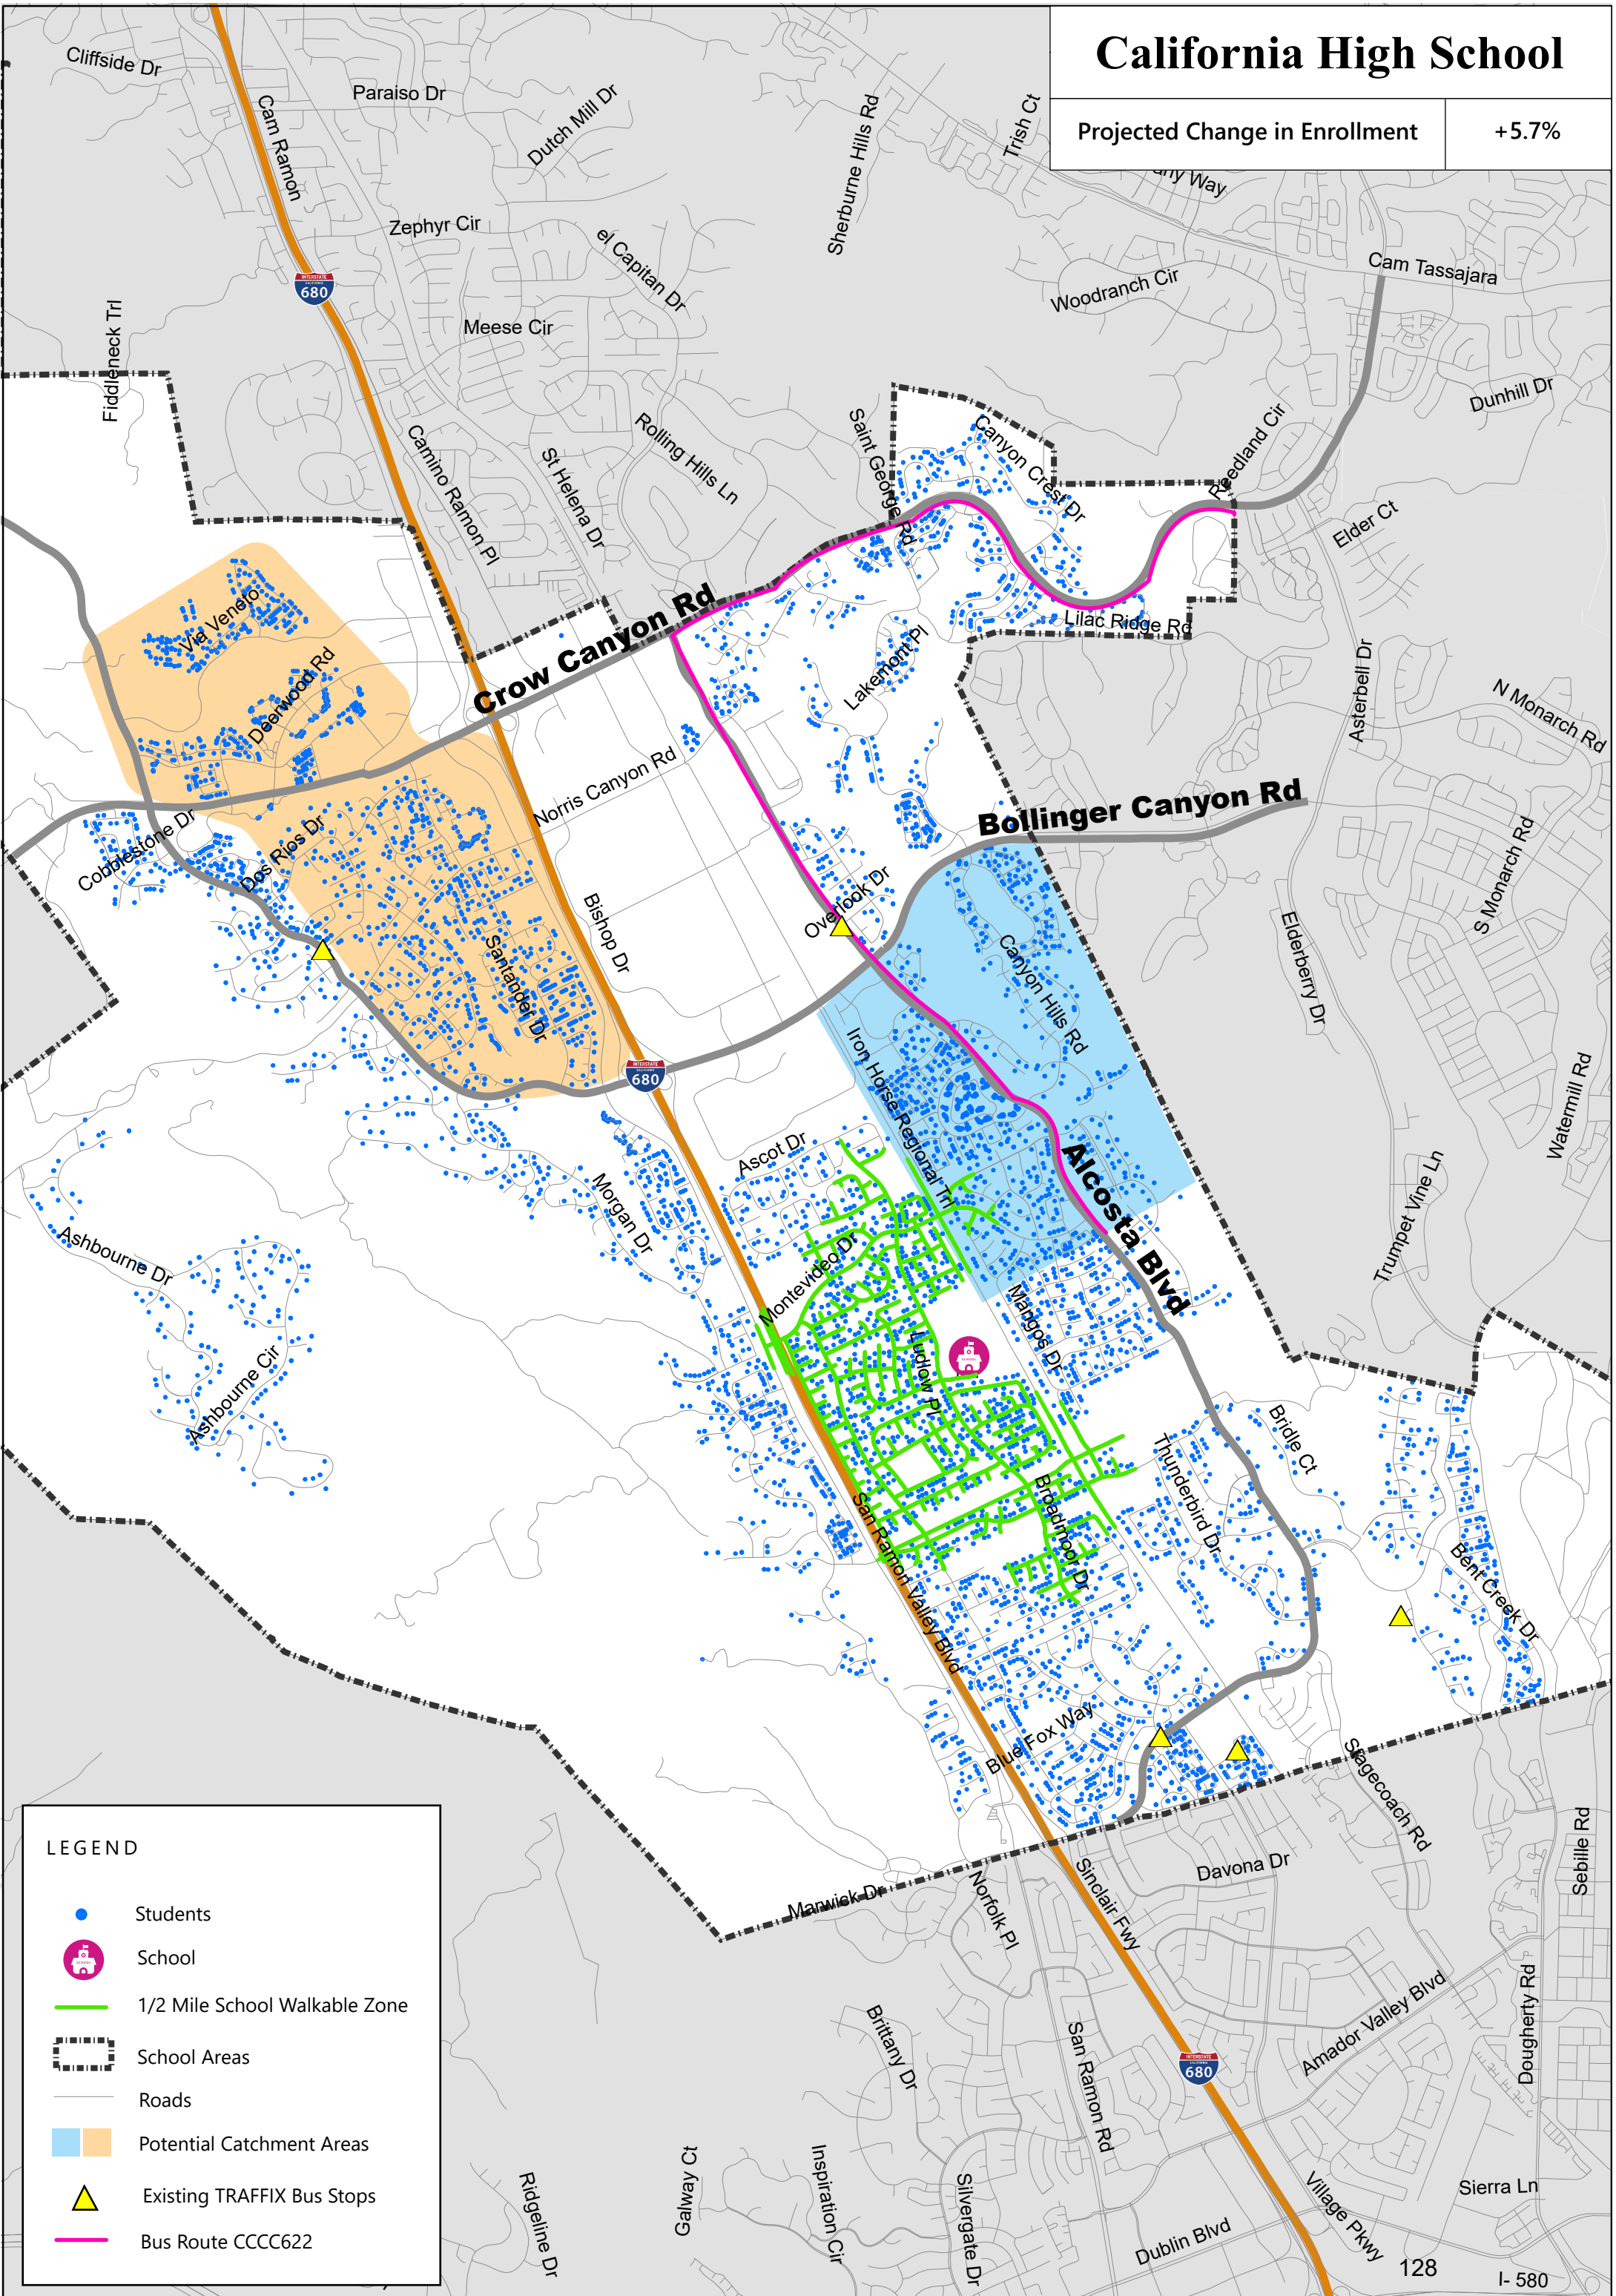 California High School
Projected Change in Enrollment
+5.7%
Cliffside Dr
Paraiso Dr
Dutch Mill Dr
Cam Ramon
Sherburne Hills Rd
Trish Ct
Way
Zephyr Cir
el Capitan Dr
Cam Tassajara
Woodranch Cir
INTERSTATE
CALIFORNIA
680
Fiddleneck Trl
Meese Cir
Dunhill Dr
Camino Ramon Pl
St Helena Dr
Rolling Hills Ln
Saint George Rd
Canyon Crest Dr
Reedland Cir
Elder Ct
Via Veneto
Crow Canyon Rd
Lilac Ridge Rd
Deerwood Rd
Lakemont Pl
Asterbell Dr
N Monarch Rd
Norris Canyon Rd
Bollinger Canyon Rd
Cobblestone Dr
Dos Rios Dr
Overlook Dr
S Monarch Rd
Santander Dr
Bishop Dr
Canyon Hills Rd
Elderberry Dr
INTERSTATE
CALIFORNIA
680
Iron Horse Regional Trl
Watermill Rd
Ascot Dr
Alcosta Blvd
Trumpet Vine Ln
Morgan Dr
Ashbourne Dr
Montevideo Dr
Mangos Dr
Ludlow Pl
SCHOOL
Ashbourne Cir
Bridle Ct
Thunderbird Dr
Broadmoor Dr
San Ramon Valley Blvd
Bent Creek Dr
Blue Fox Way
Stagecoach Rd
Sebille Rd
Davona Dr
Marwick Dr
Norfolk Pl
Sinclair Fwy
Amador Valley Blvd
Dougherty Rd
Brittany Dr
San Ramon Rd
INTERSTATE
CALIFORNIA
680
Ridgeline Dr
Galway Ct
Inspiration Cir
Silvergate Dr
Dublin Blvd
Village Pkwy
Sierra Ln
128
I- 580
LEGEND
Students
SCHOOL
School
1/2 Mile School Walkable Zone
School Areas
Roads
Potential Catchment Areas
Existing TRAFFIX Bus Stops
Bus Route CCCC622